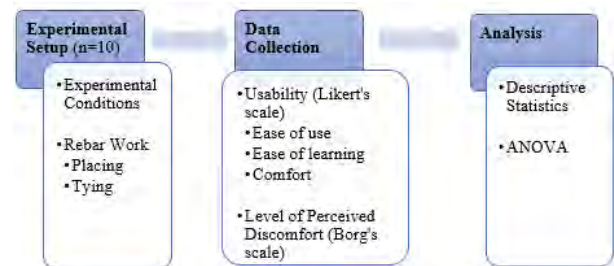 Experimental
Setup (n=10)
•Experimental
Conditions
•Rebar Work
•Placing
•Tying
Data
Collection
•Usability (Likert's
scale)
•Ease of use
•Ease of learning
•Comfort
•Level of Perceived
Discomfort (Borg's
scale)
Analysis
•Descriptive
Statistics
•ANOVA